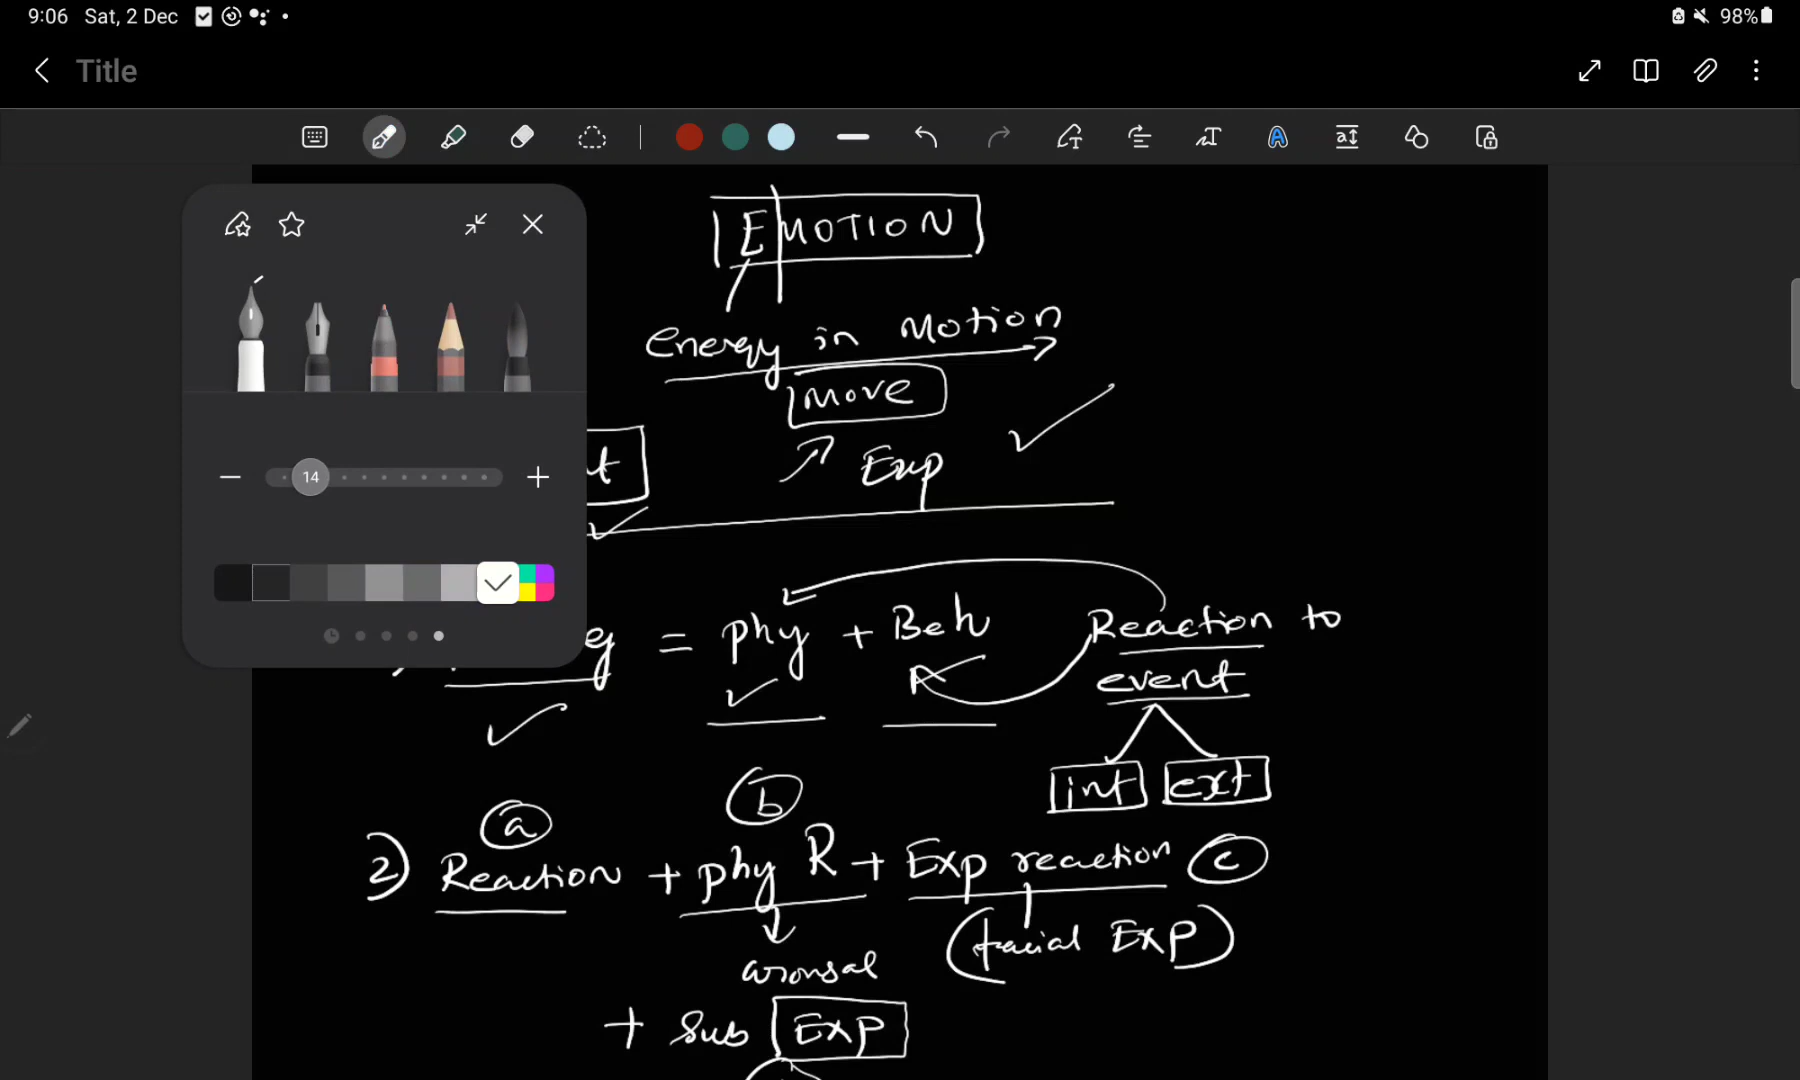 9:06 Sat, 2 Dec
98%
Title
EMOTION
energy in Motion
Move
Exp
14
= phy + Beh
Reaction to
event
int ext
a b
2) Reaction + phy R + Exp reaction c
(facial Exp)
arousal
+ Sub Exp